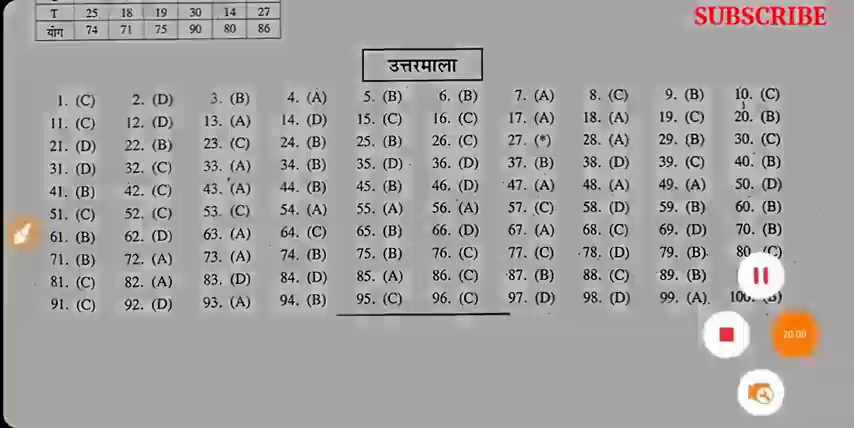 SUBSCRIBE
T 25 18 19 30 14 27
योग 74 71 75 90 80 86
उत्तरमाला
1. (C) 2. (D) 3. (B) 4. (A) 5. (B) 6. (B) 7. (A) 8. (C) 9. (B) 10. (C)
11. (C) 12. (D) 13. (A) 14. (D) 15. (C) 16. (C) 17. (A) 18. (A) 19. (C) 20. (B)
21. (D) 22. (B) 23. (C) 24. (B) 25. (B) 26. (C) 27. (*) 28. (A) 29. (B) 30. (C)
31. (D) 32. (C) 33. (A) 34. (B) 35. (D) 36. (D) 37. (B) 38. (D) 39. (C) 40. (B)
41. (B) 42. (C) 43. (A) 44. (B) 45. (B) 46. (D) 47. (A) 48. (A) 49. (A) 50. (D)
51. (C) 52. (C) 53. (C) 54. (A) 55. (A) 56. (A) 57. (C) 58. (D) 59. (B) 60. (B)
61. (B) 62. (D) 63. (A) 64. (C) 65. (B) 66. (D) 67. (A) 68. (C) 69. (D) 70. (B)
71. (B) 72. (A) 73. (A) 74. (B) 75. (B) 76. (C) 77. (C) 78. (D) 79. (B) 80. (C)
81. (C) 82. (A) 83. (D) 84. (D) 85. (A) 86. (C) 87. (B) 88. (C) 89. (B)
91. (C) 92. (D) 93. (A) 94. (B) 95. (C) 96. (C) 97. (D) 98. (D) 99. (A) 100.
20:00